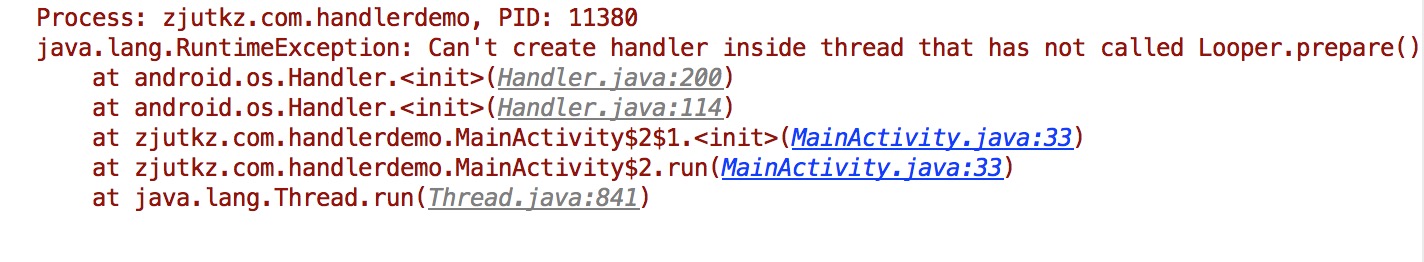 Process: zjutkz.com.handlerdemo, PID: 11380
java.lang.RuntimeException: Can't create handler inside thread that has not called Looper.prepare()
at android.os.Handler.<init>(Handler.java:200)
at android.os.Handler.<init>(Handler.java:114)
at zjutkz.com.handlerdemo.MainActivity$2$1.<init>(MainActivity.java:33)
at zjutkz.com.handlerdemo.MainActivity$2.run(MainActivity.java:33)
at java.lang.Thread.run(Thread.java:841)